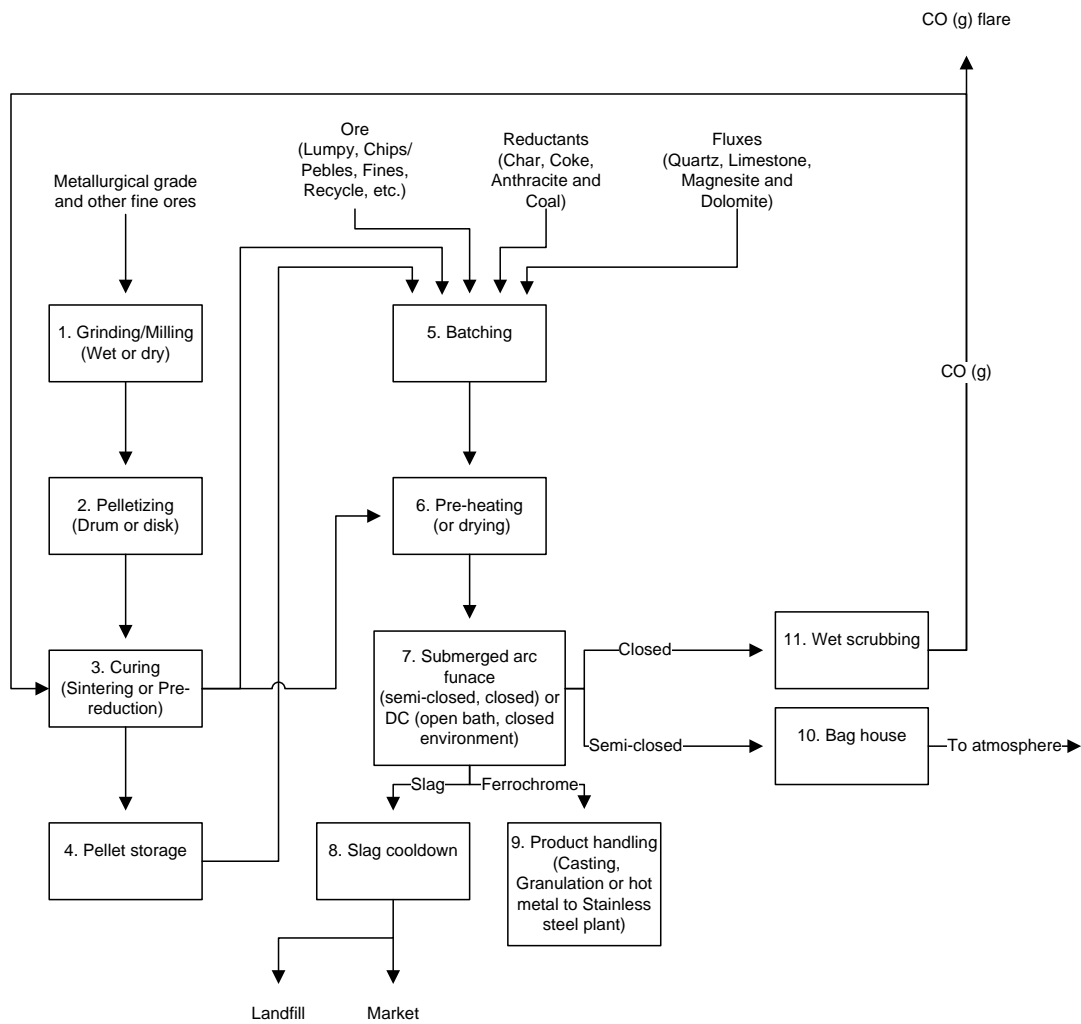 CO (g) flare
Ore
(Lumpy, Chips/
Pebles, Fines,
Recycle, etc.)
Reductants
(Char, Coke,
Anthracite and
Coal)
Fluxes
(Quartz, Limestone,
Magnesite and
Dolomite)
Metallurgical grade
and other fine ores
1. Grinding/Milling
(Wet or dry)
5. Batching
CO (g)
2. Pelletizing
(Drum or disk)
6. Pre-heating
(or drying)
3. Curing
(Sintering or Pre-
reduction)
7. Submerged arc
funace
(semi-closed, closed) or
DC (open bath, closed
environment)
Closed
11. Wet scrubbing
Semi-closed
10. Bag house
To atmosphere
Slag
Ferrochrome
4. Pellet storage
8. Slag cooldown
9. Product handling
(Casting,
Granulation or hot
metal to Stainless
steel plant)
Landfill
Market